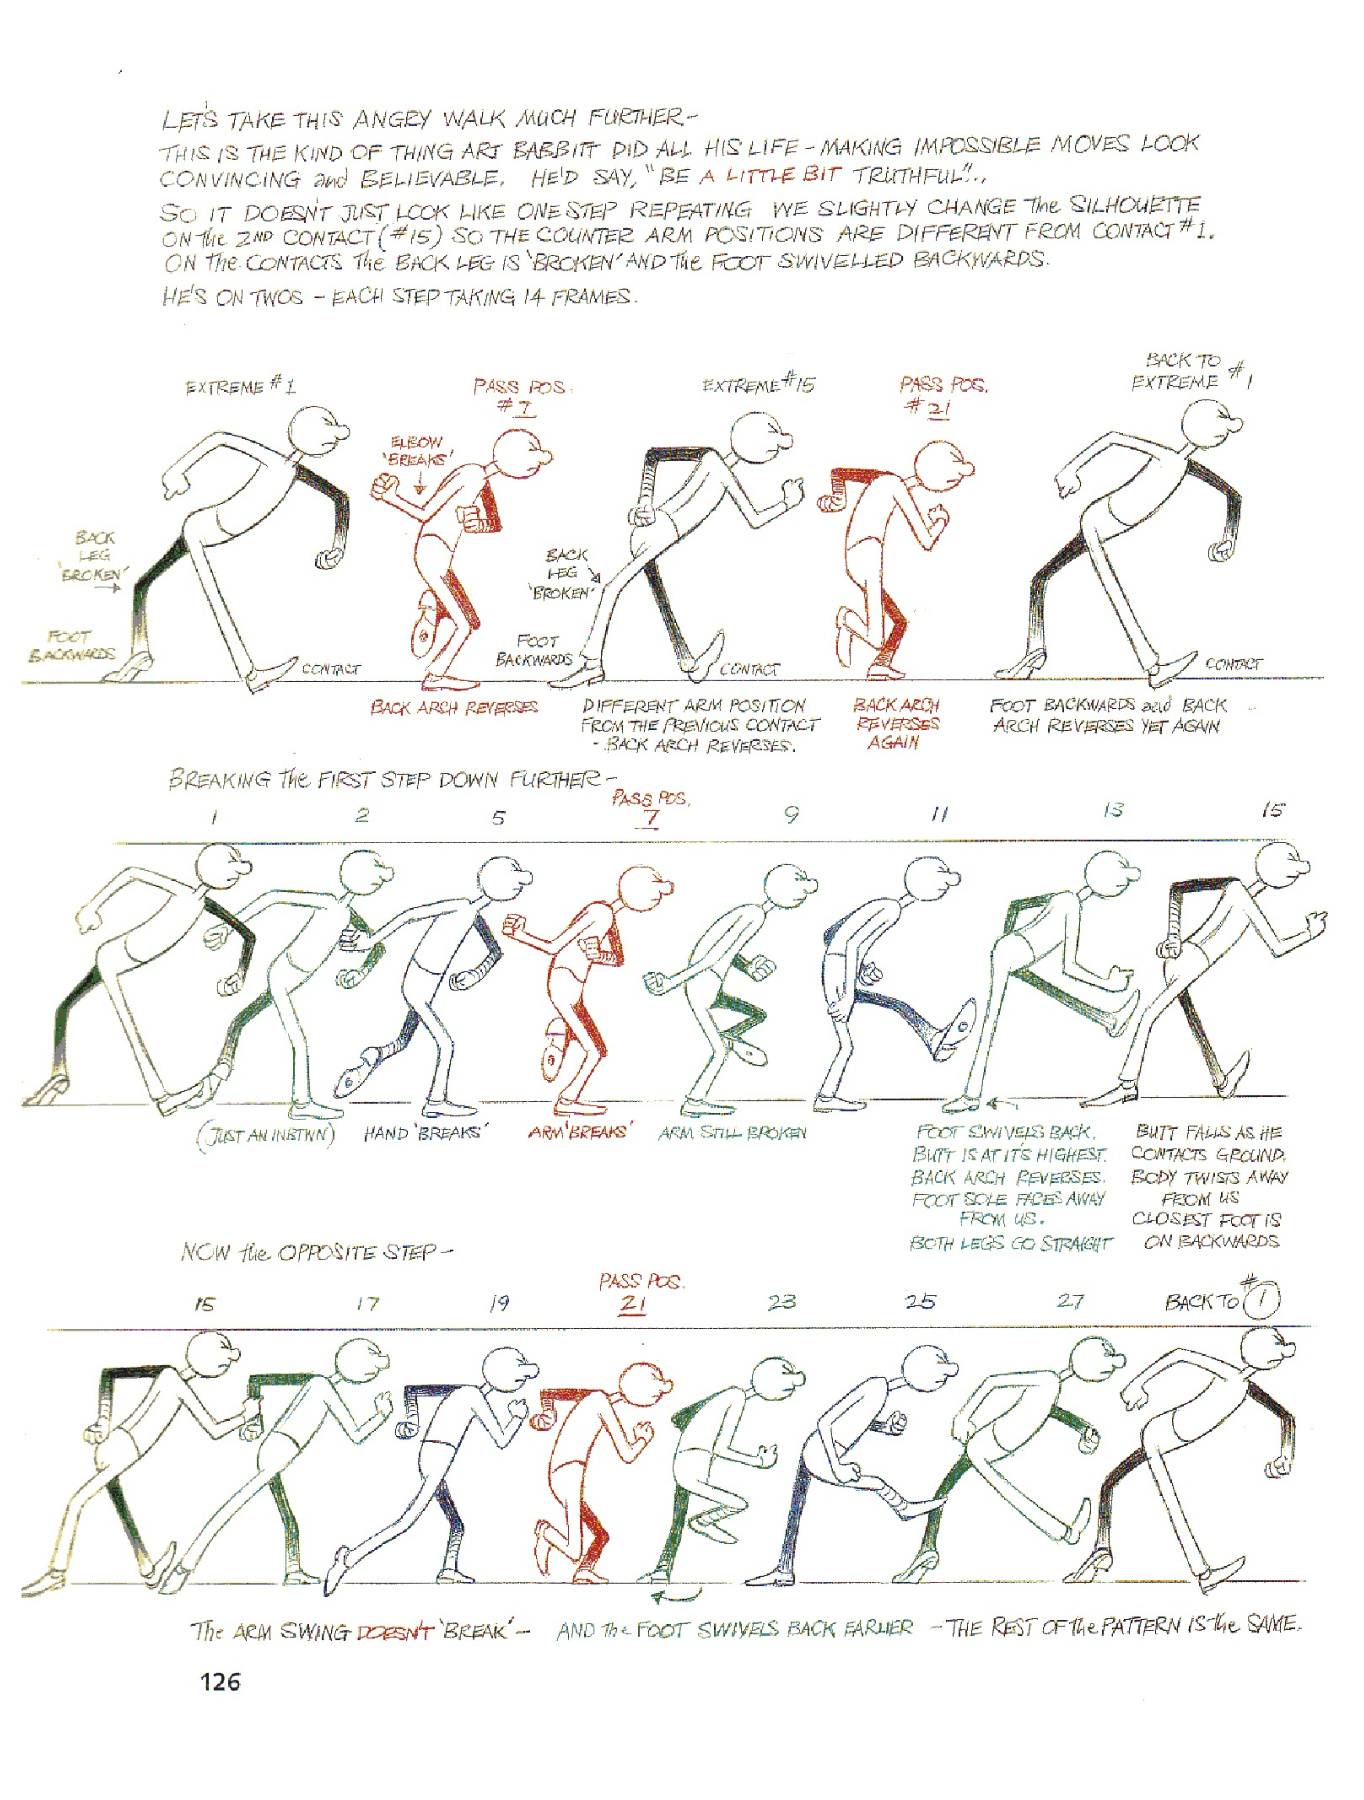 LET'S TAKE THIS ANGRY WALK MUCH FURTHER -
THIS IS THE KIND OF THING ART BABBITT DID ALL HIS LIFE - MAKING IMPOSSIBLE MOVES LOOK
CONVINCING and BELIEVABLE. HE'D SAY, "BE A LITTLE BIT TRUTHFUL"..
SO IT DOESN'T JUST LOOK LIKE ONE STEP REPEATING WE SLIGHTLY CHANGE The SILHOUETTE
ON The 2ND CONTACT (#15) SO THE COUNTER ARM POSITIONS ARE DIFFERENT FROM CONTACT #1.
ON The CONTACTS The BACK LEG IS 'BROKEN' AND The FOOT SWIVELLED BACKWARDS.
HE'S ON TWOS - EACH STEP TAKING 14 FRAMES.
EXTREME #1
PASS POS.
#7
EXTREME #15
PASS POS.
#21
BACK TO
EXTREME #1
ELBOW
'BREAKS'
BACK
LEG
'BROKEN'
FOOT
BACKWARDS
CONTACT
BACK
LEG
'BROKEN'
FOOT
BACKWARDS
CONTACT
CONTACT
BACK ARCH REVERSES
DIFFERENT ARM POSITION
FROM THE PREVIOUS CONTACT
- BACK ARCH REVERSES.
BACK ARCH
REVERSES
AGAIN
FOOT BACKWARDS and BACK
ARCH REVERSES YET AGAIN
BREAKING The FIRST STEP DOWN FURTHER -
PASS POS.
1 2 5 7 9 11 13 15
(JUST AN INBTWN)
HAND 'BREAKS'
ARM 'BREAKS'
ARM STILL BROKEN
FOOT SWIVELS BACK.
BUTT IS AT IT'S HIGHEST.
BACK ARCH REVERSES.
FOOT SOLE FACES AWAY
FROM US.
BOTH LEGS GO STRAIGHT
BUTT FALLS AS HE
CONTACTS GROUND.
BODY TWISTS AWAY
FROM US
CLOSEST FOOT IS
ON BACKWARDS
NOW the OPPOSITE STEP -
PASS POS.
15 17 19 21 23 25 27 BACK TO #1
The ARM SWING DOESN'T 'BREAK' - AND The FOOT SWIVELS BACK EARLIER - THE REST OF The PATTERN IS the SAME.
126